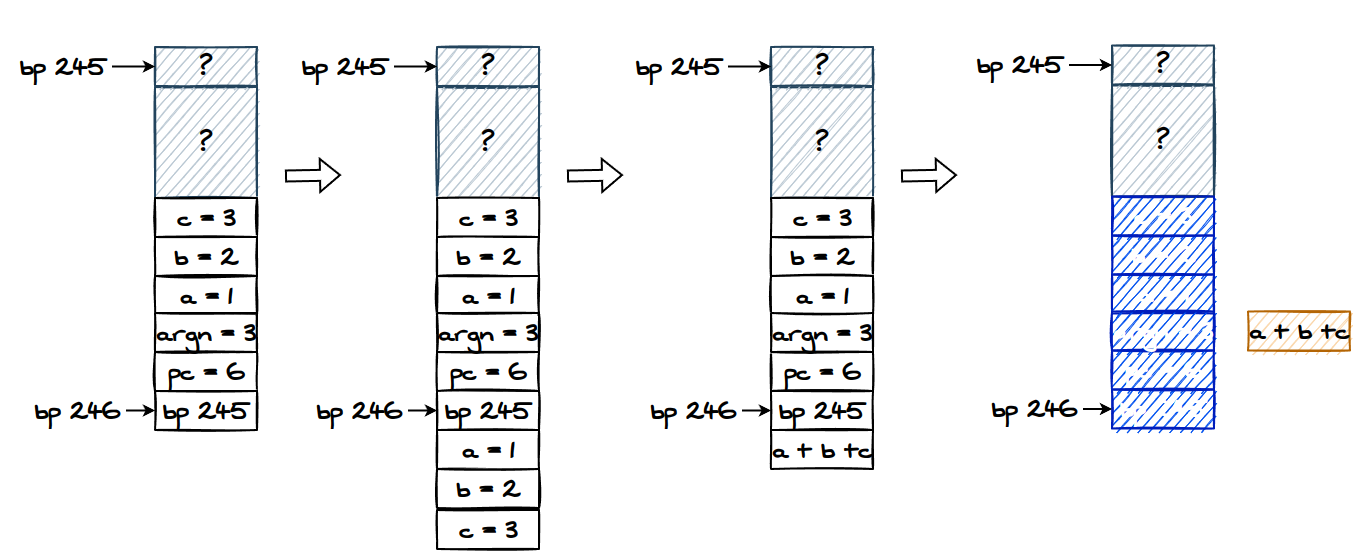 bp 245
?
?
c = 3
b = 2
a = 1
argn = 3
pc = 6
bp 246
bp 245
bp 245
?
?
c = 3
b = 2
a = 1
argn = 3
pc = 6
bp 246
bp 245
a = 1
b = 2
c = 3
bp 245
?
?
c = 3
b = 2
a = 1
argn = 3
pc = 6
bp 246
bp 245
a + b +c
bp 245
?
?
bp 246
a + b +c